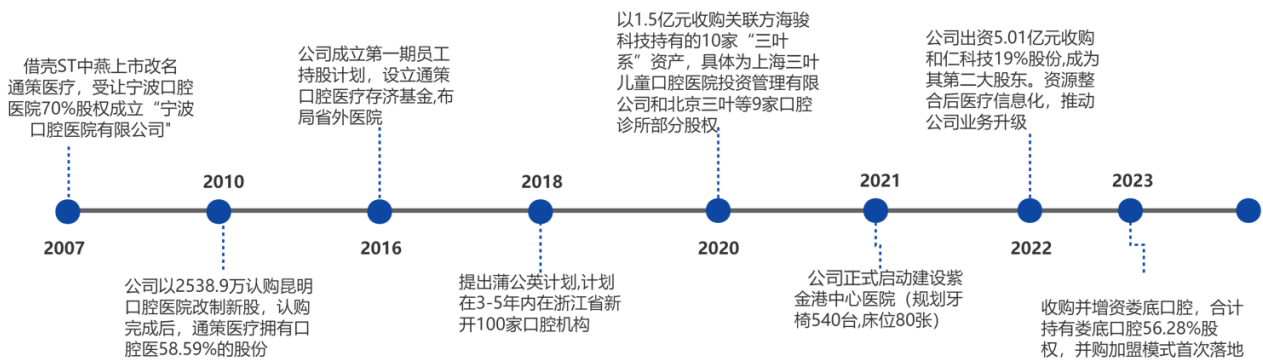 借壳ST中燕上市改名
通策医疗，受让宁波口腔
医院70%股权成立“宁波
口腔医院有限公司"
2007
2010
公司以2538.9万认购昆明
口腔医院改制新股，认购
完成后，通策医疗拥有口
腔医58.59%的股份
公司成立第一期员工
持股计划，设立通策
口腔医疗存济基金,布
局省外医院
2016
2018
提出蒲公英计划,计划
在3-5年内在浙江省新
开100家口腔机构
以1.5亿元收购关联方海骏
科技持有的10家“三叶
系”资产，具体为上海三叶
儿童口腔医院投资管理有限
公司和北京三叶等9家口腔
诊所部分股权
2020
2021
公司正式启动建设紫
金港中心医院（规划牙
椅540台,床位80张）
公司出资5.01亿元收购
和仁科技19%股份,成为
其第二大股东。资源整
合后医疗信息化，推动
公司业务升级
2022
2023
收购并增资娄底口腔，合计
持有娄底口腔56.28%股
权，并购加盟模式首次落地